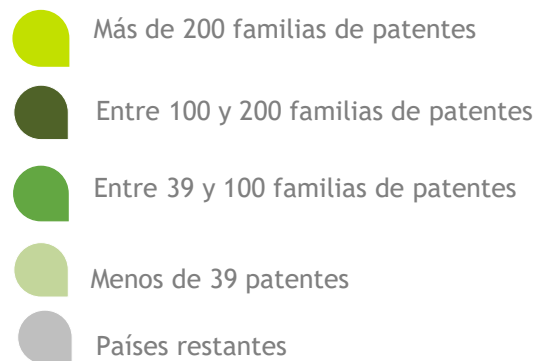 Más de 200 familias de patentes
Entre 100 y 200 familias de patentes
Entre 39 y 100 familias de patentes
Menos de 39 patentes
Países restantes